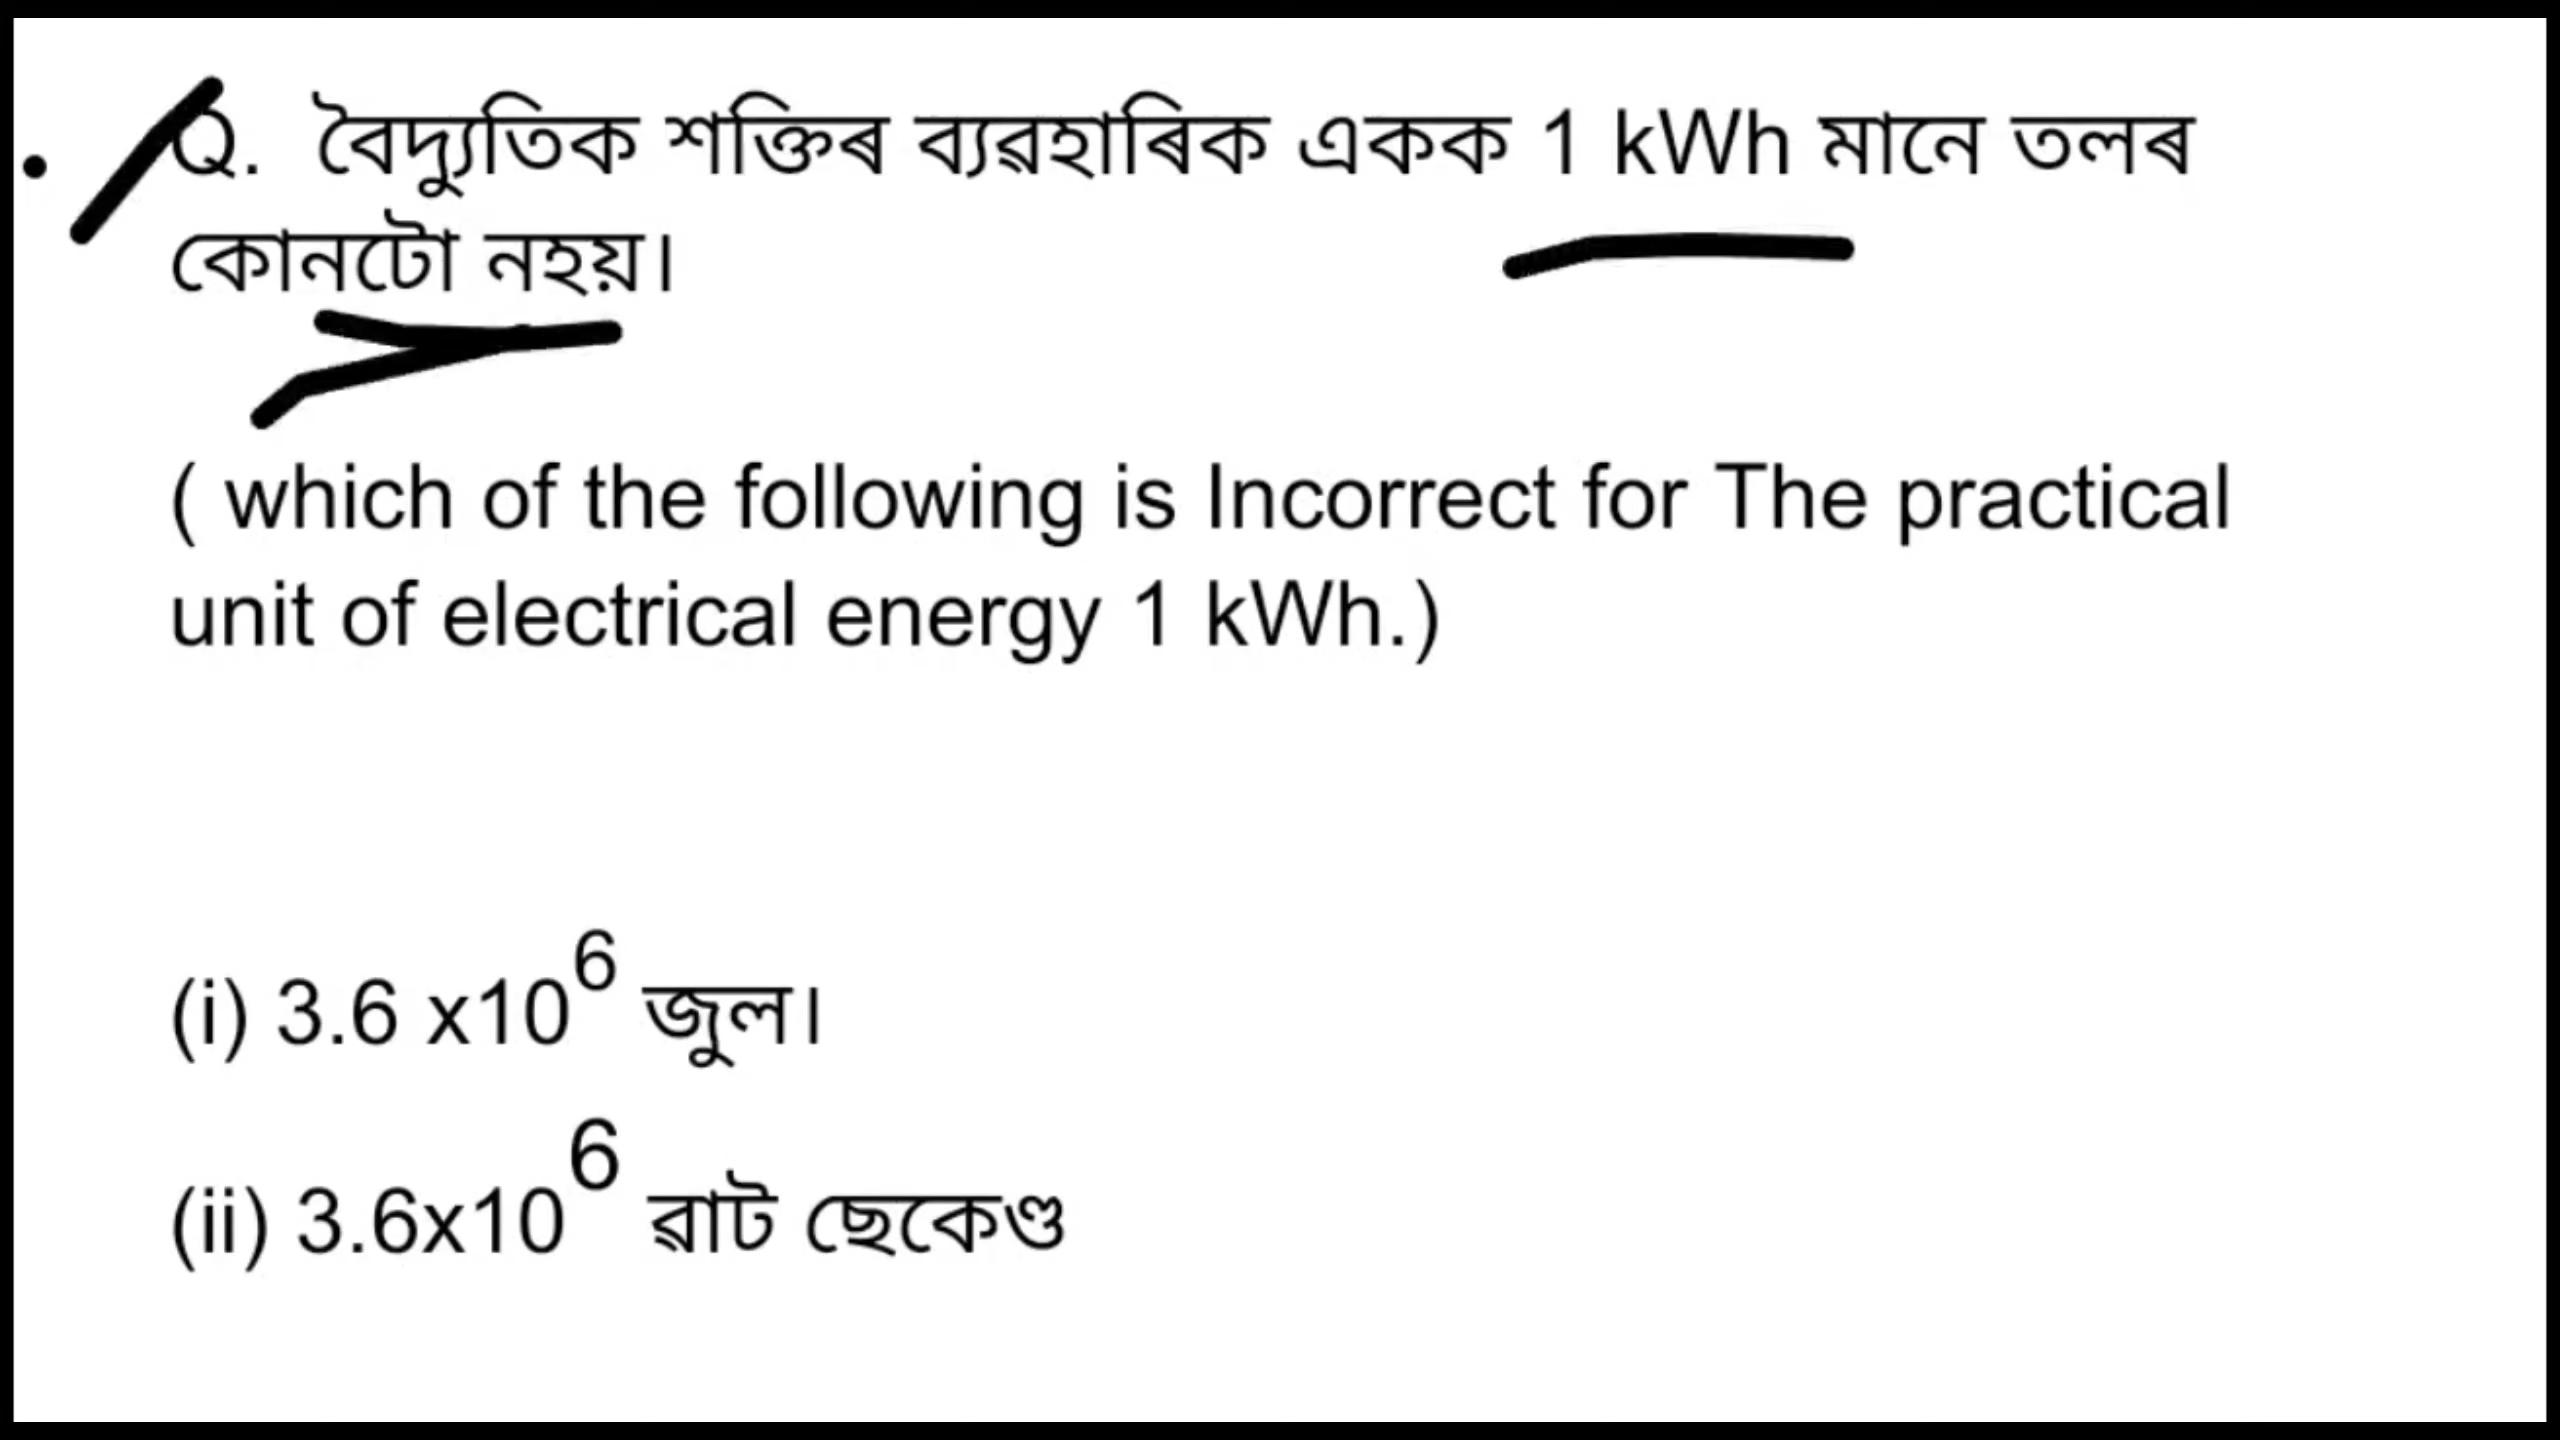 Q. বৈদ্যুতিক শক্তিৰ ব্যৱহাৰিক একক 1 kWh মানে তলৰ
কোনটো নহয়।
( which of the following is Incorrect for The practical
unit of electrical energy 1 kWh.)
(i) 3.6 x10⁶ জুল।
(ii) 3.6x10⁶ ৱাট ছেকেণ্ড